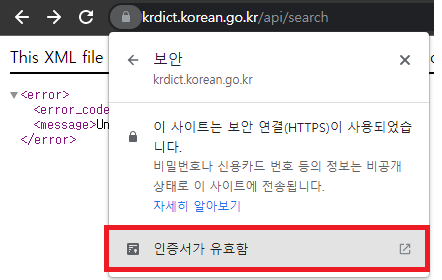 krdict.korean.go.kr/api/search
This XML file
보안
krdict.korean.go.kr
<error>
<error_code
<message>Un
</error>
이 사이트는 보안 연결(HTTPS)이 사용되었습
니다.
비밀번호나 신용카드 번호 등의 정보는 비공개
상태로 이 사이트에 전송됩니다.
자세히 알아보기
인증서가 유효함